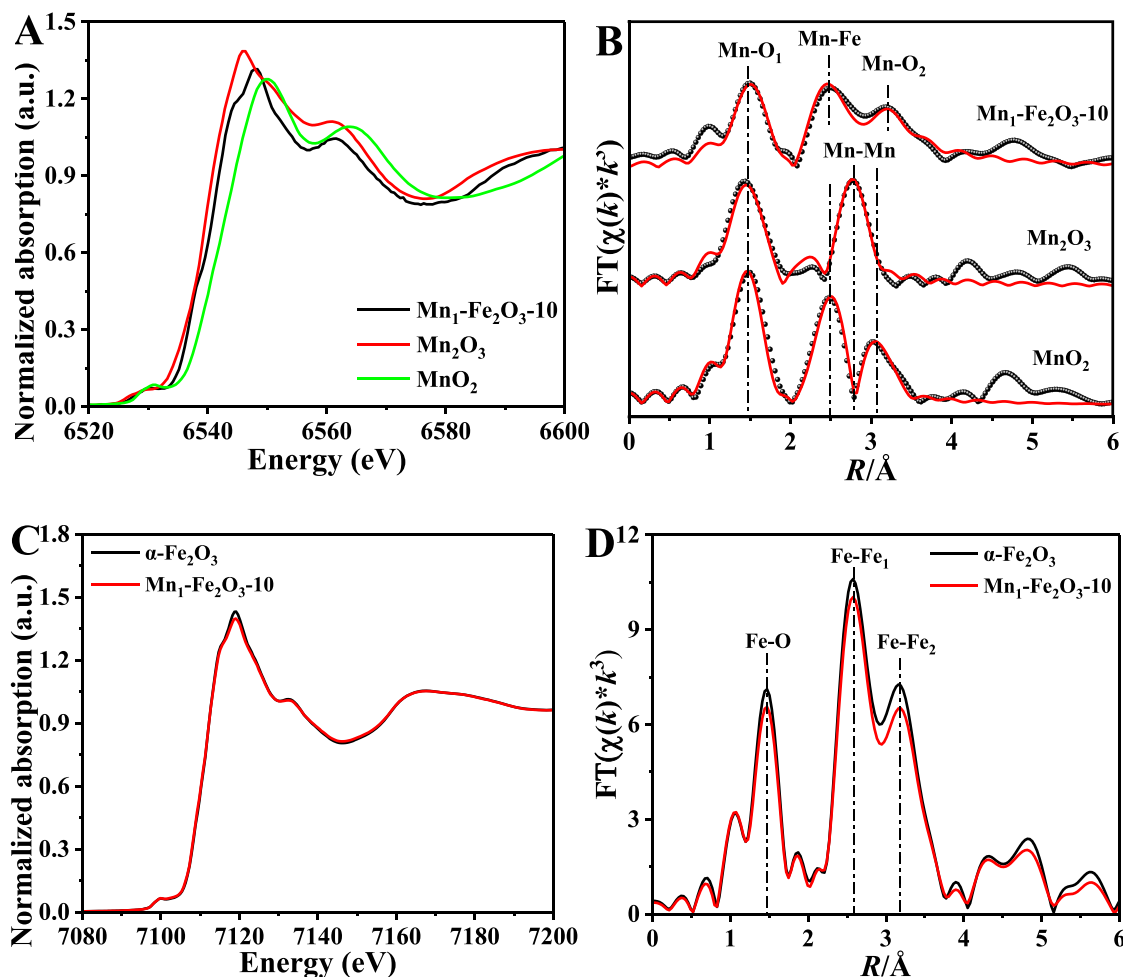 A
Normalized absorption (a.u.)
1.5
1.2
0.9
0.6
0.3
0.0
Mn₁-Fe₂O₃-10
Mn₂O₃
MnO₂
6520 6540 6560 6580 6600
Energy (eV)
B
FT(χ(k)*k³)
Mn-O₁
Mn-Fe
Mn-O₂
Mn₁-Fe₂O₃-10
Mn-Mn
Mn₂O₃
MnO₂
0 1 2 3 4 5 6
R/Å
C
Normalized absorption (a.u.)
1.8
1.5
1.2
0.9
0.6
0.3
0.0
α-Fe₂O₃
Mn₁-Fe₂O₃-10
7080 7100 7120 7140 7160 7180 7200
Energy (eV)
D
FT(χ(k)*k³)
12
9
6
3
0
Fe-O
Fe-Fe₁
Fe-Fe₂
α-Fe₂O₃
Mn₁-Fe₂O₃-10
0 1 2 3 4 5 6
R/Å